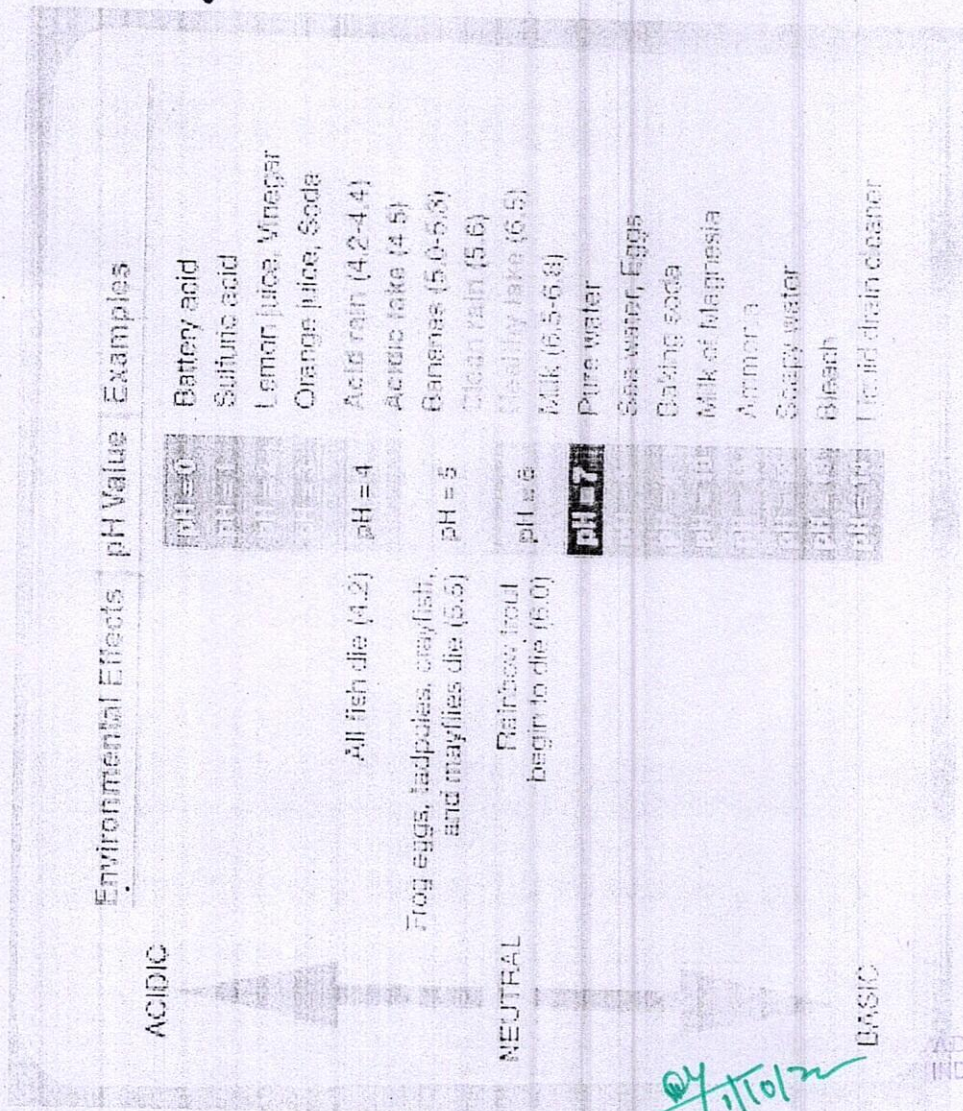 Environmental Effects pH Value Examples
ACIDIC
pH = 0 Battery acid
Sulfuric acid
Lemon juice, Vinegar
Orange juice, Soda
All fish die (4.2) pH = 4 Acid rain (4.2-4.4)
Acidic lake (4.5)
Frog eggs, tadpoles, crayfish, Bananas (5.0-5.3)
and mayflies die (5.5) pH = 5
Clean rain (5.6)
NEUTRAL Rainbow trout Healthy lake (6.5)
begin to die (6.0) pH = 6 Milk (6.5-6.8)
pH = 7 Pure water
Sea water, Eggs
Baking soda
Milk of Magnesia
Ammonia
Soapy water
Bleach
BASIC Liquid drain cleaner